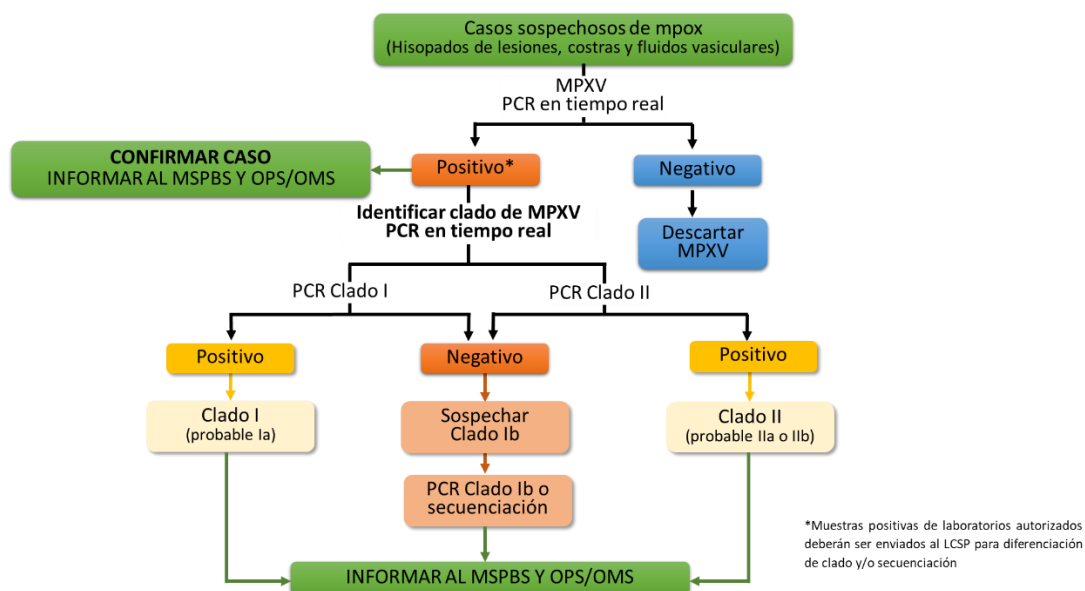 Casos sospechosos de mpox
(Hisopados de lesiones, costras y fluidos vasiculares)
MPXV
PCR en tiempo real
CONFIRMAR CASO
INFORMAR AL MSPBS Y OPS/OMS
Positivo*
Negativo
Identificar clado de MPXV
PCR en tiempo real
Descartar
MPXV
PCR Clado I
PCR Clado II
Positivo
Negativo
Positivo
Clado I
(probable Ia)
Sospechar
Clado Ib
Clado II
(probable IIa o IIb)
PCR Clado Ib o
secuenciación
*Muestras positivas de laboratorios autorizados
deberán ser enviados al LCSP para diferenciación
de clado y/o secuenciación
INFORMAR AL MSPBS Y OPS/OMS